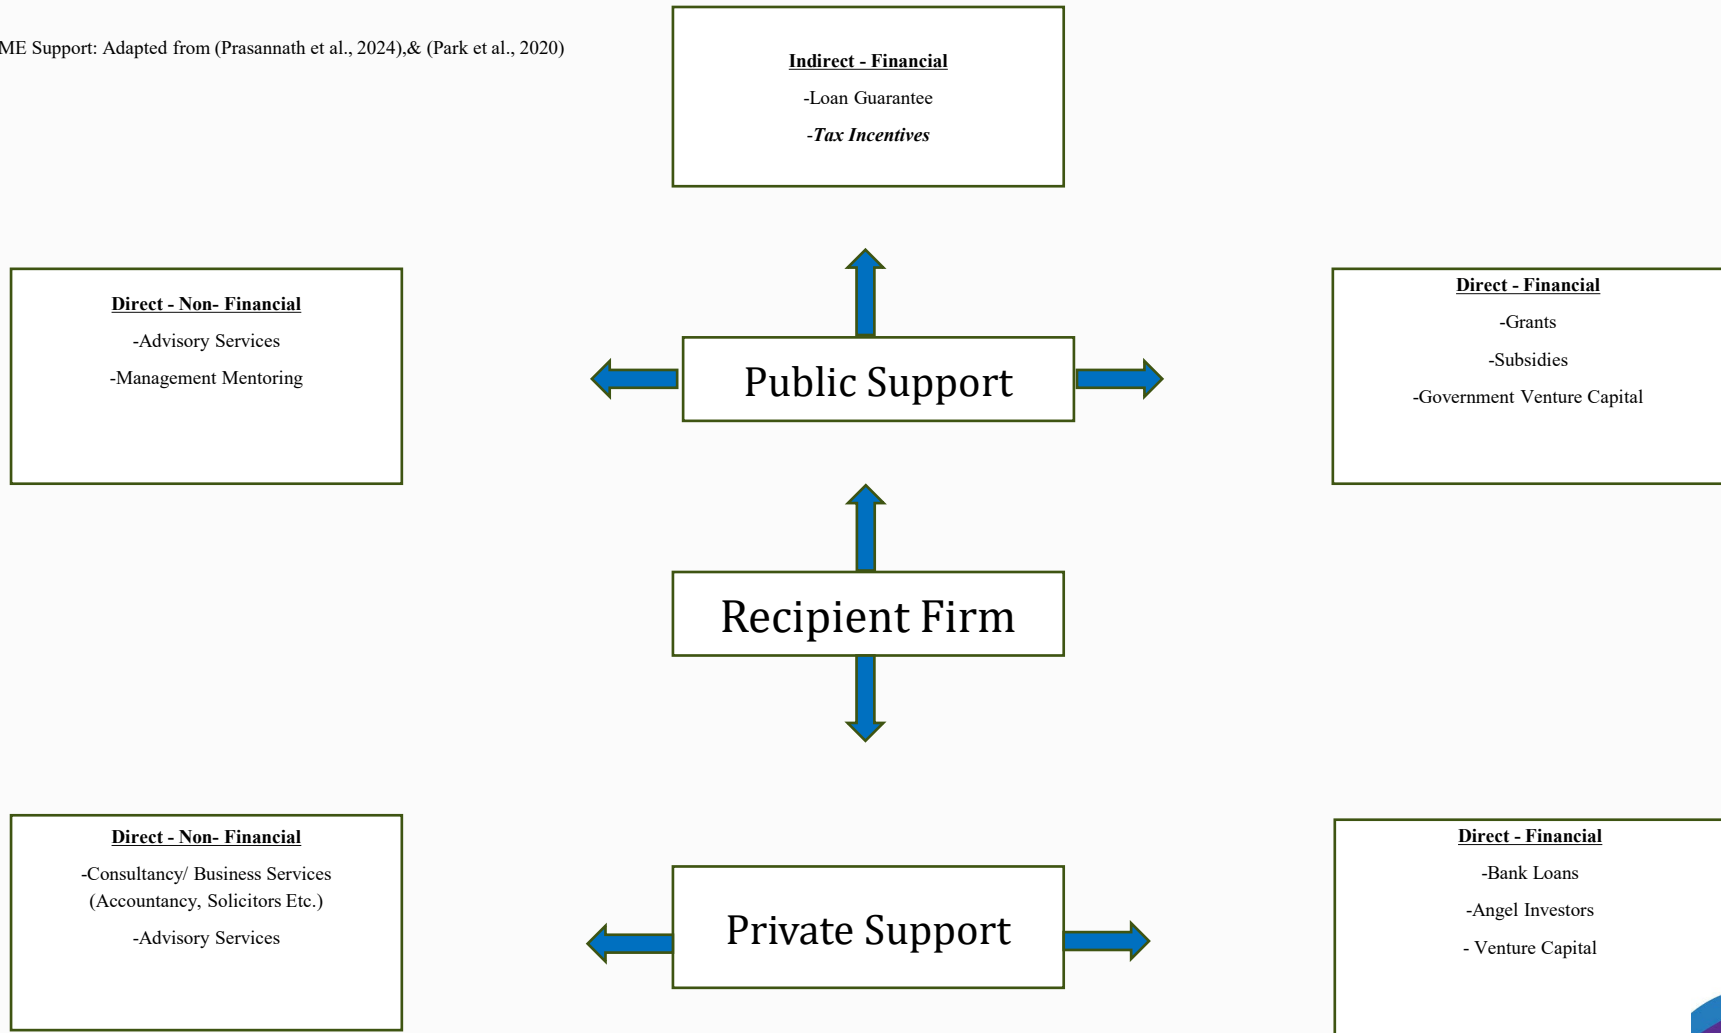 ME Support: Adapted from (Prasannath et al., 2024),& (Park et al., 2020)
Indirect - Financial
-Loan Guarantee
-Tax Incentives
Direct - Non- Financial
-Advisory Services
-Management Mentoring
Public Support
Direct - Financial
-Grants
-Subsidies
-Government Venture Capital
Recipient Firm
Direct - Non- Financial
-Consultancy/ Business Services
(Accountancy, Solicitors Etc.)
-Advisory Services
Private Support
Direct - Financial
-Bank Loans
-Angel Investors
- Venture Capital